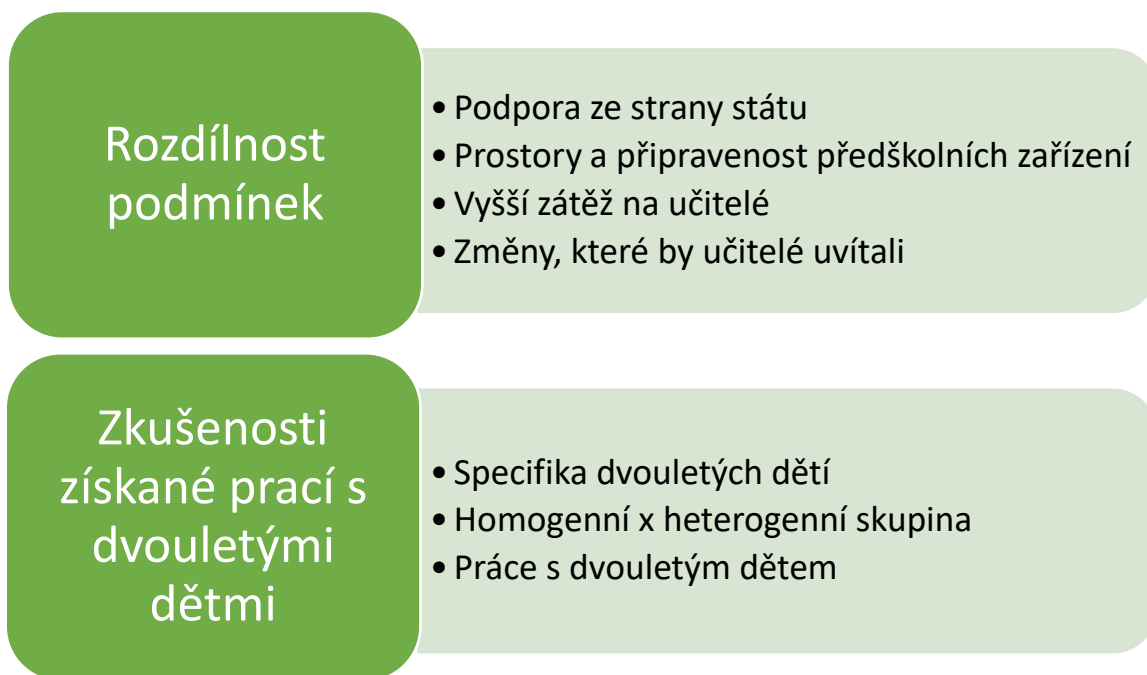 Rozdílnost
podmínek
• Podpora ze strany státu
• Prostory a připravenost předškolních zařízení
• Vyšší zátěž na učitelé
• Změny, které by učitelé uvítali
Zkušenosti
získané prací s
dvouletými
dětmi
• Specifika dvouletých dětí
• Homogenní x heterogenní skupina
• Práce s dvouletým dětem